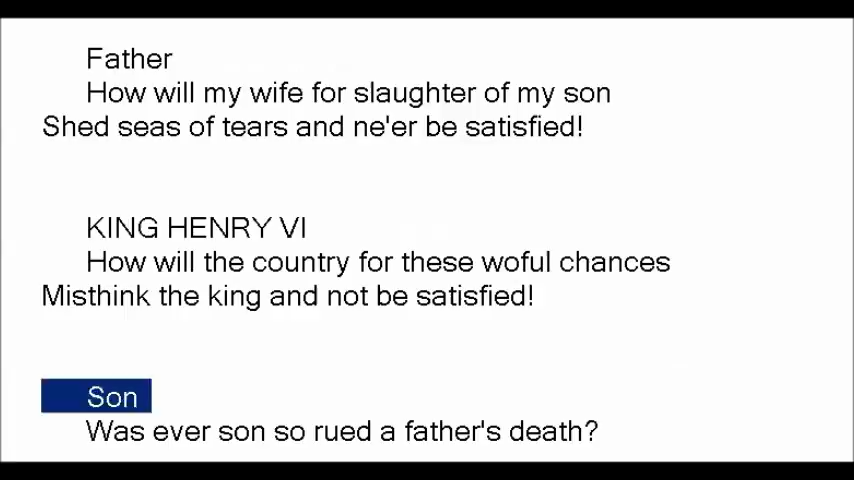 Father
How will my wife for slaughter of my son
Shed seas of tears and ne'er be satisfied!
KING HENRY VI
How will the country for these woful chances
Misthink the king and not be satisfied!
Son
Was ever son so rued a father's death?